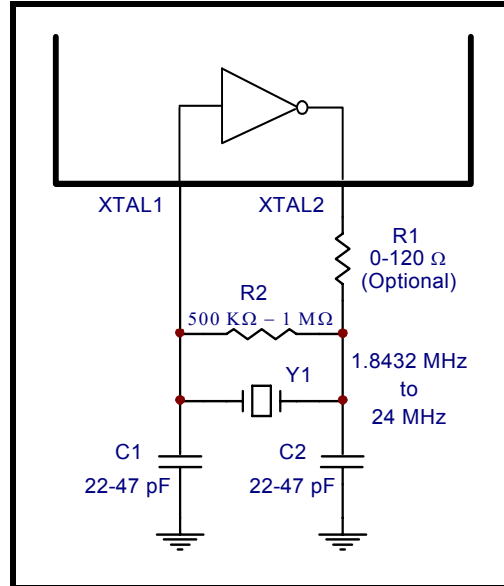 XTAL1
XTAL2
R1
0-120 Ω
(Optional)
R2
500 KΩ – 1 MΩ
Y1
1.8432 MHz
to
24 MHz
C1
22-47 pF
C2
22-47 pF